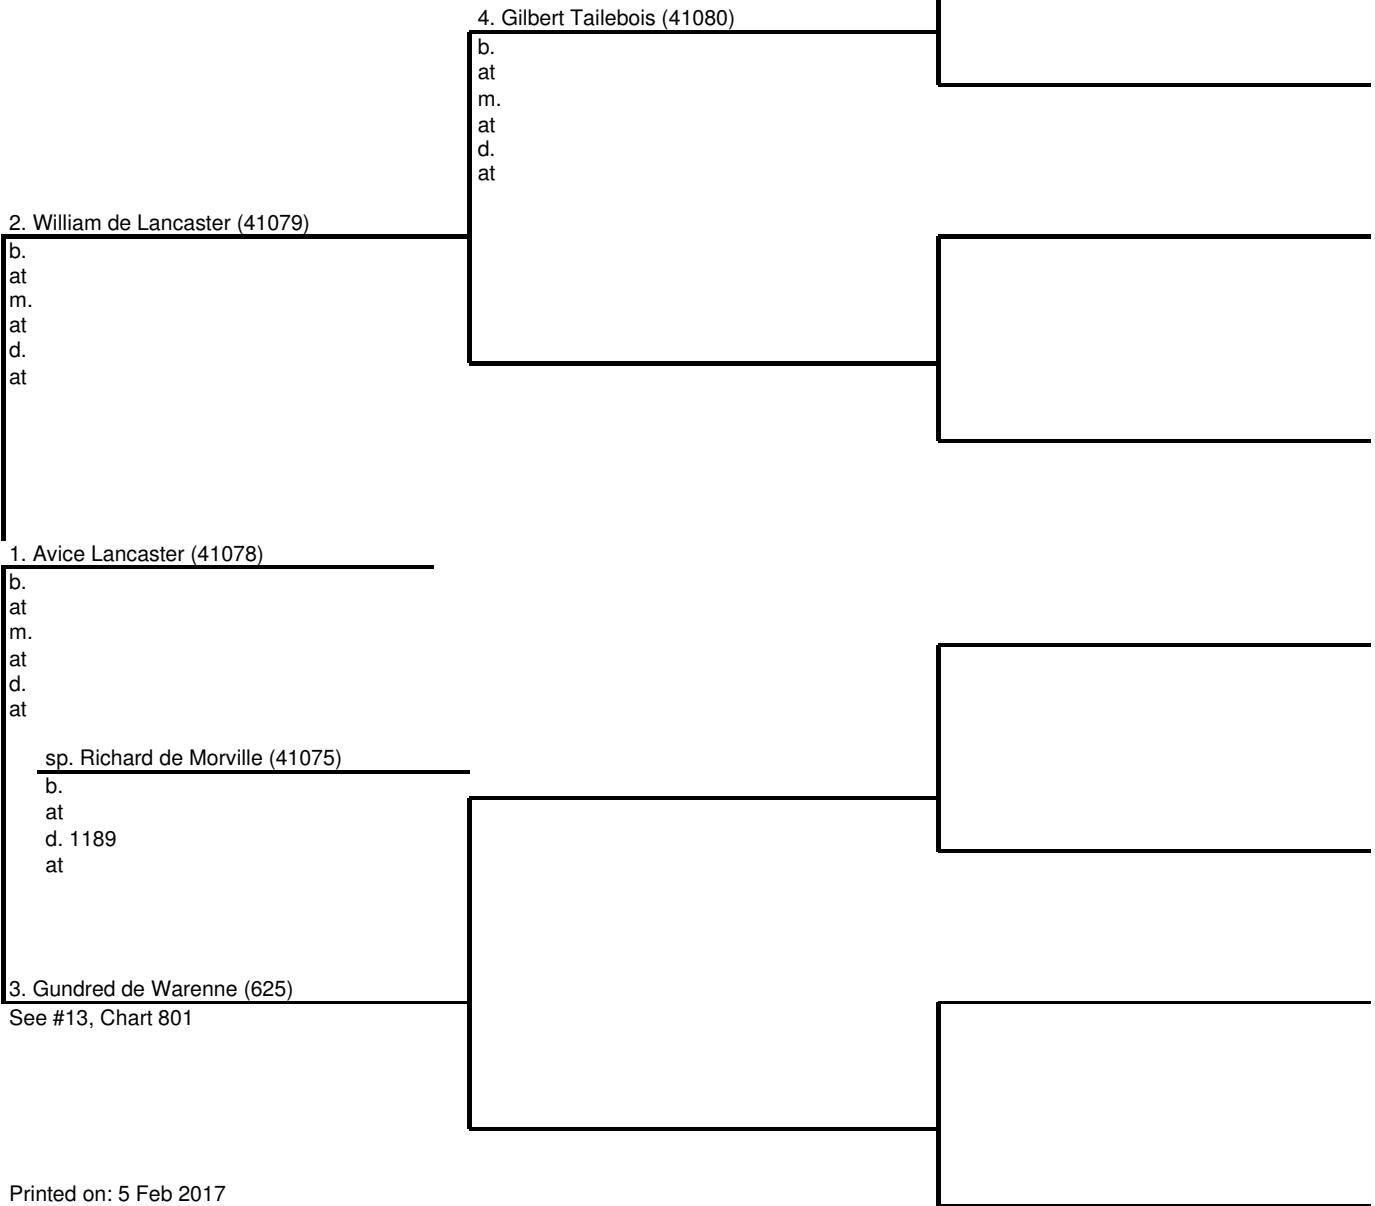 4. Gilbert Tailebois (41080)
b.
at
m.
at
d.
at
2. William de Lancaster (41079)
b.
at
m.
at
d.
at
1. Avice Lancaster (41078)
b.
at
m.
at
d.
at
sp. Richard de Morville (41075)
b.
at
d. 1189
at
3. Gundred de Warenne (625)
See #13, Chart 801
Printed on: 5 Feb 2017